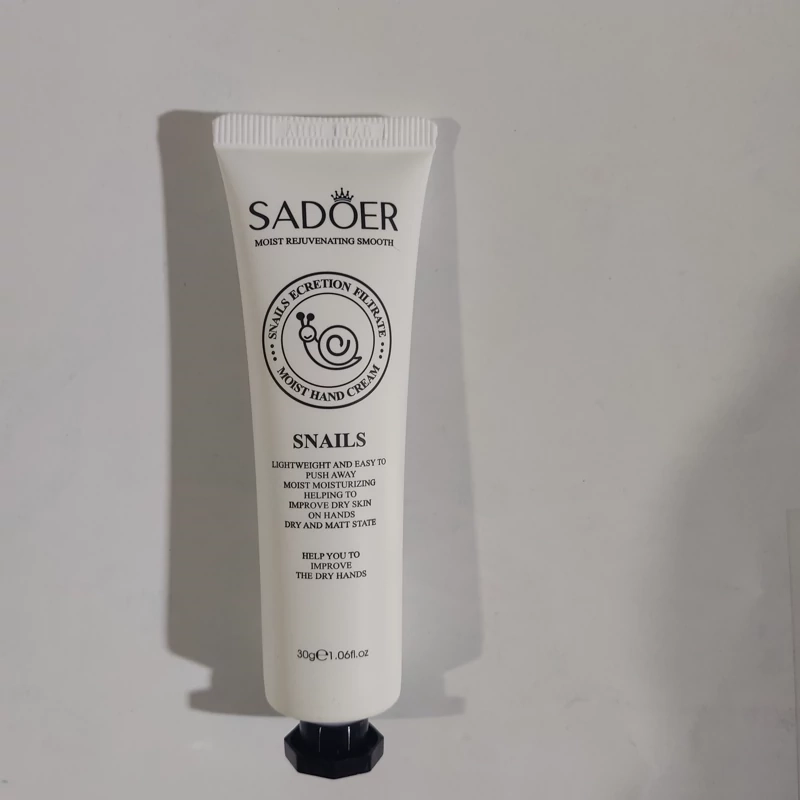 SADOER
MOIST REJUVENATING SMOOTH
SNAILS ECRETION FILTRATE
MOIST HAND CREAM
SNAILS
LIGHTWEIGHT AND EASY TO
PUSH AWAY
MOIST MOISTURIZING
HELPING TO
IMPROVE DRY SKIN
ON HANDS
DRY AND MATT STATE
HELP YOU TO
IMPROVE
THE DRY HANDS
30g℮1.06fl.oz